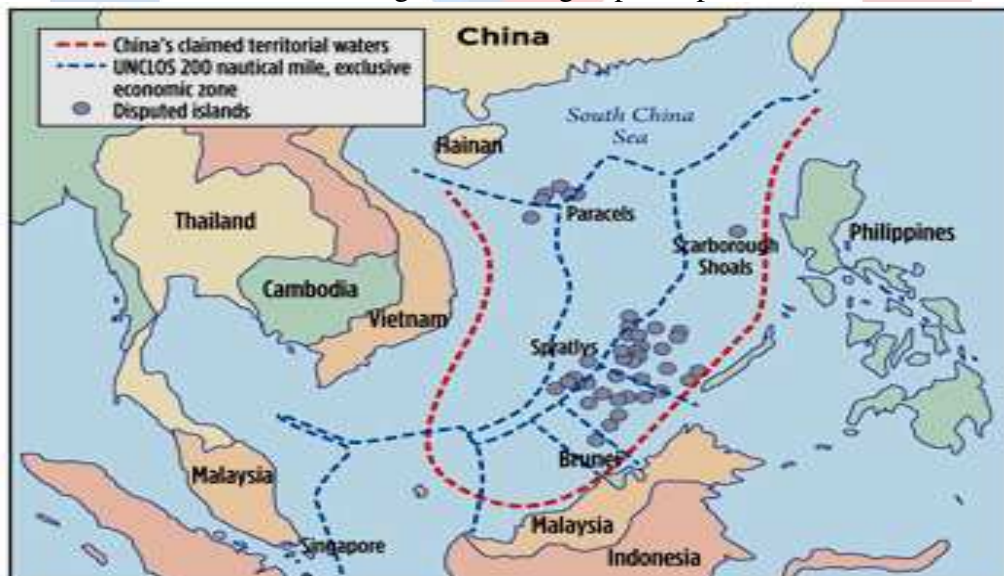 China's claimed territorial waters
UNCLOS 200 nautical mile, exclusive
economic zone
Disputed islands
China
South China
Sea
Hainan
Paracels
Thailand
Scarborough
Shoals
Philippines
Cambodia
Vietnam
Spratlys
Brunei
Malaysia
Malaysia
Singapore
Indonesia